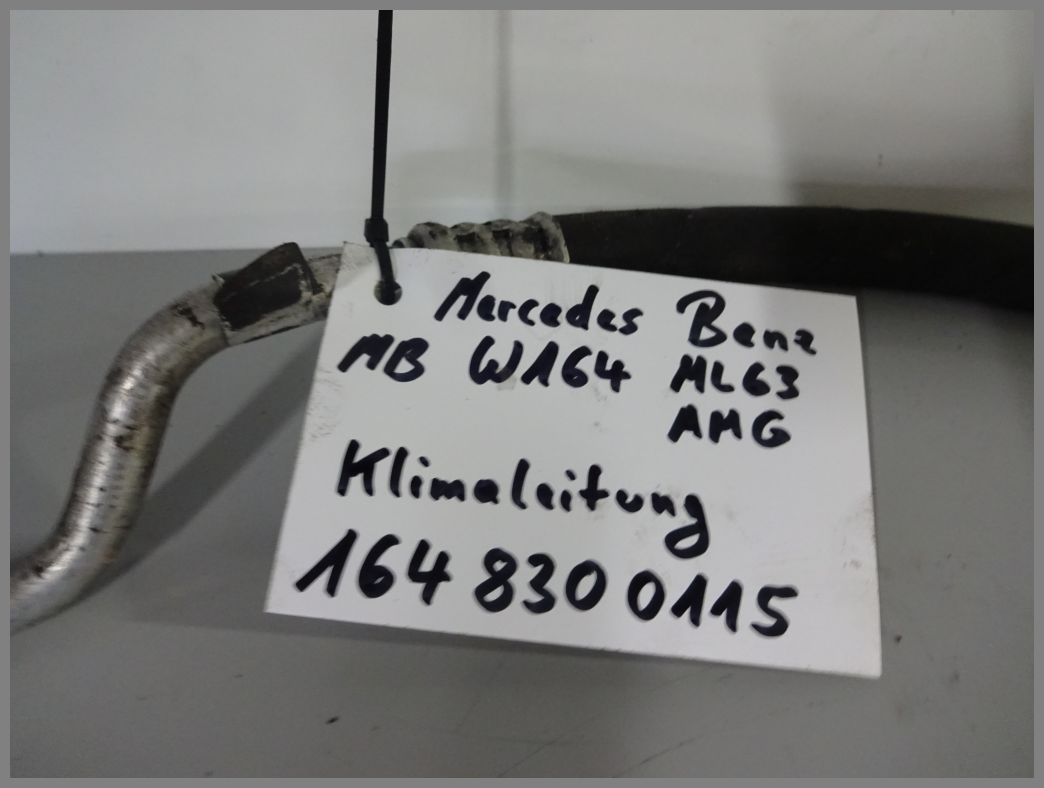 Mercedes Benz
MB W164 ML63
AMG
Klimaleitung
164 830 0115